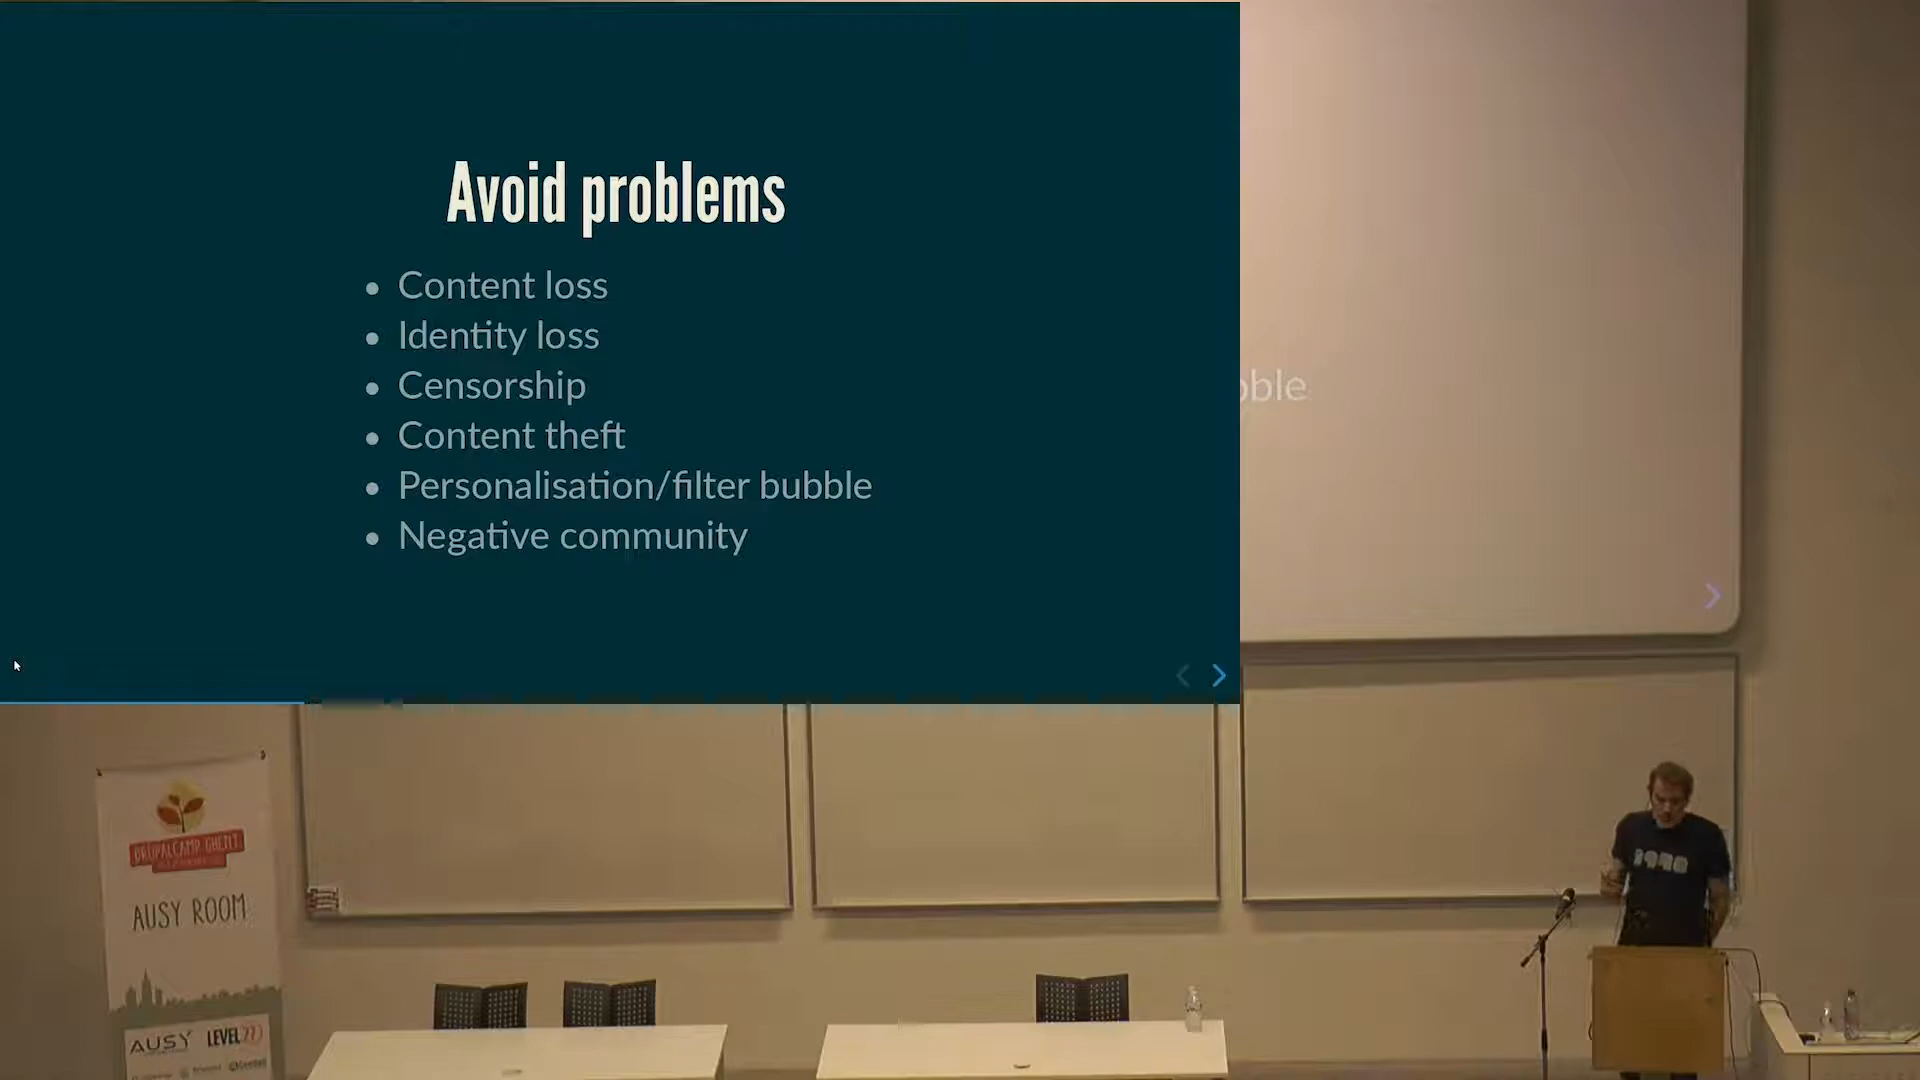 Avoid problems
Content loss
Identity loss
Censorship
Content theft
Personalisation/filter bubble
Negative community
bble
DRUPALCAMP GHENT
AUSY ROOM
AUSY LEVEL27